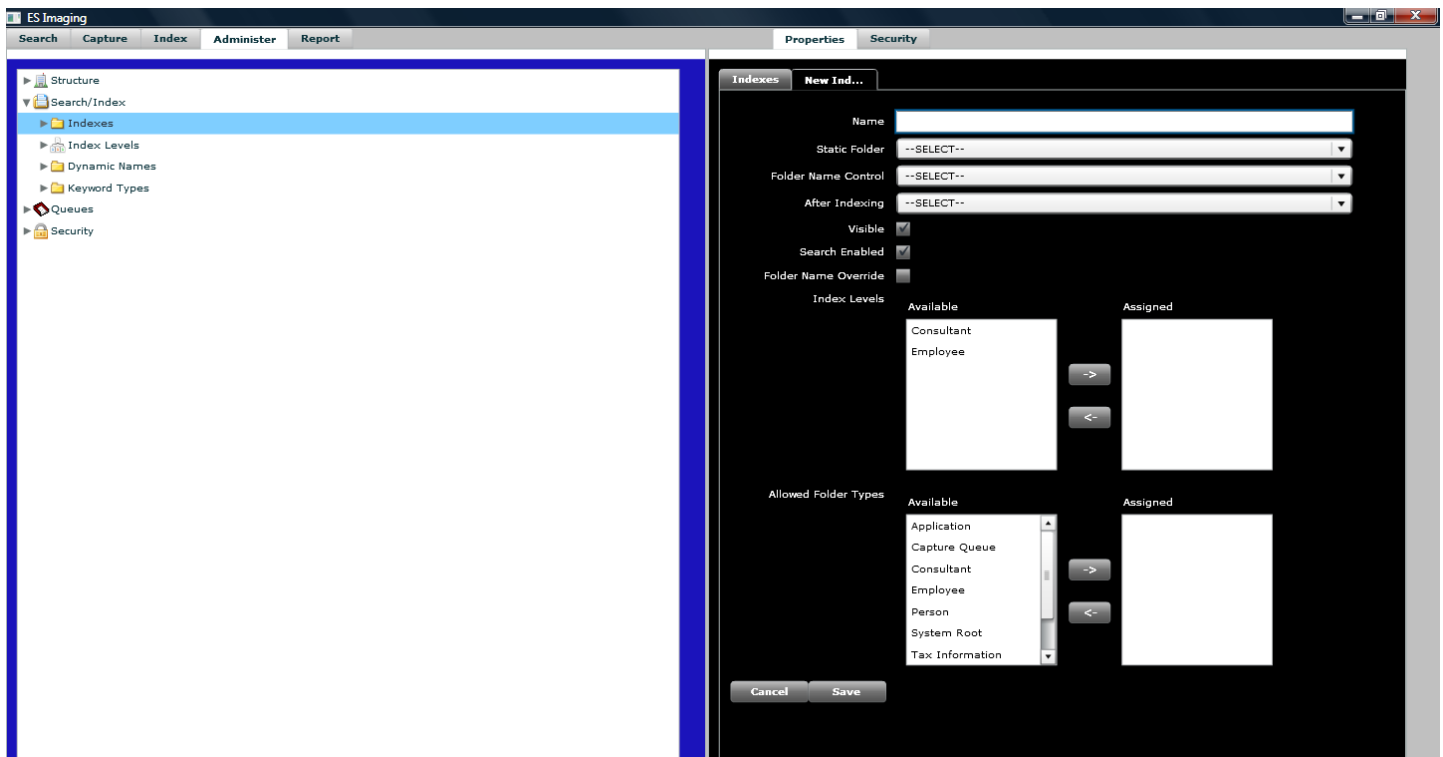 ES Imaging
Search Capture Index Administer Report
Properties Security
Structure
Search/Index
Indexes
Index Levels
Dynamic Names
Keyword Types
Queues
Security
Indexes New Ind...
Name
Static Folder --SELECT--
Folder Name Control --SELECT--
After Indexing --SELECT--
Visible
Search Enabled
Folder Name Override
Index Levels
Available Assigned
Consultant
Employee
->
<-
Allowed Folder Types
Available Assigned
Application
Capture Queue
Consultant
Employee
Person
System Root
Tax Information
->
<-
Cancel Save